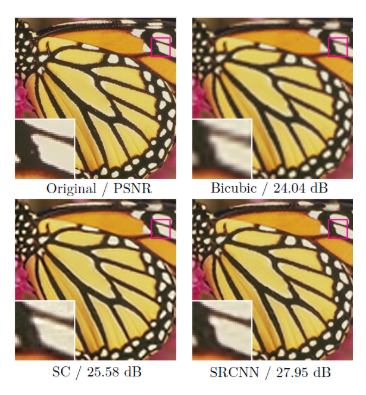 Original / PSNR
Bicubic / 24.04 dB
SC / 25.58 dB
SRCNN / 27.95 dB